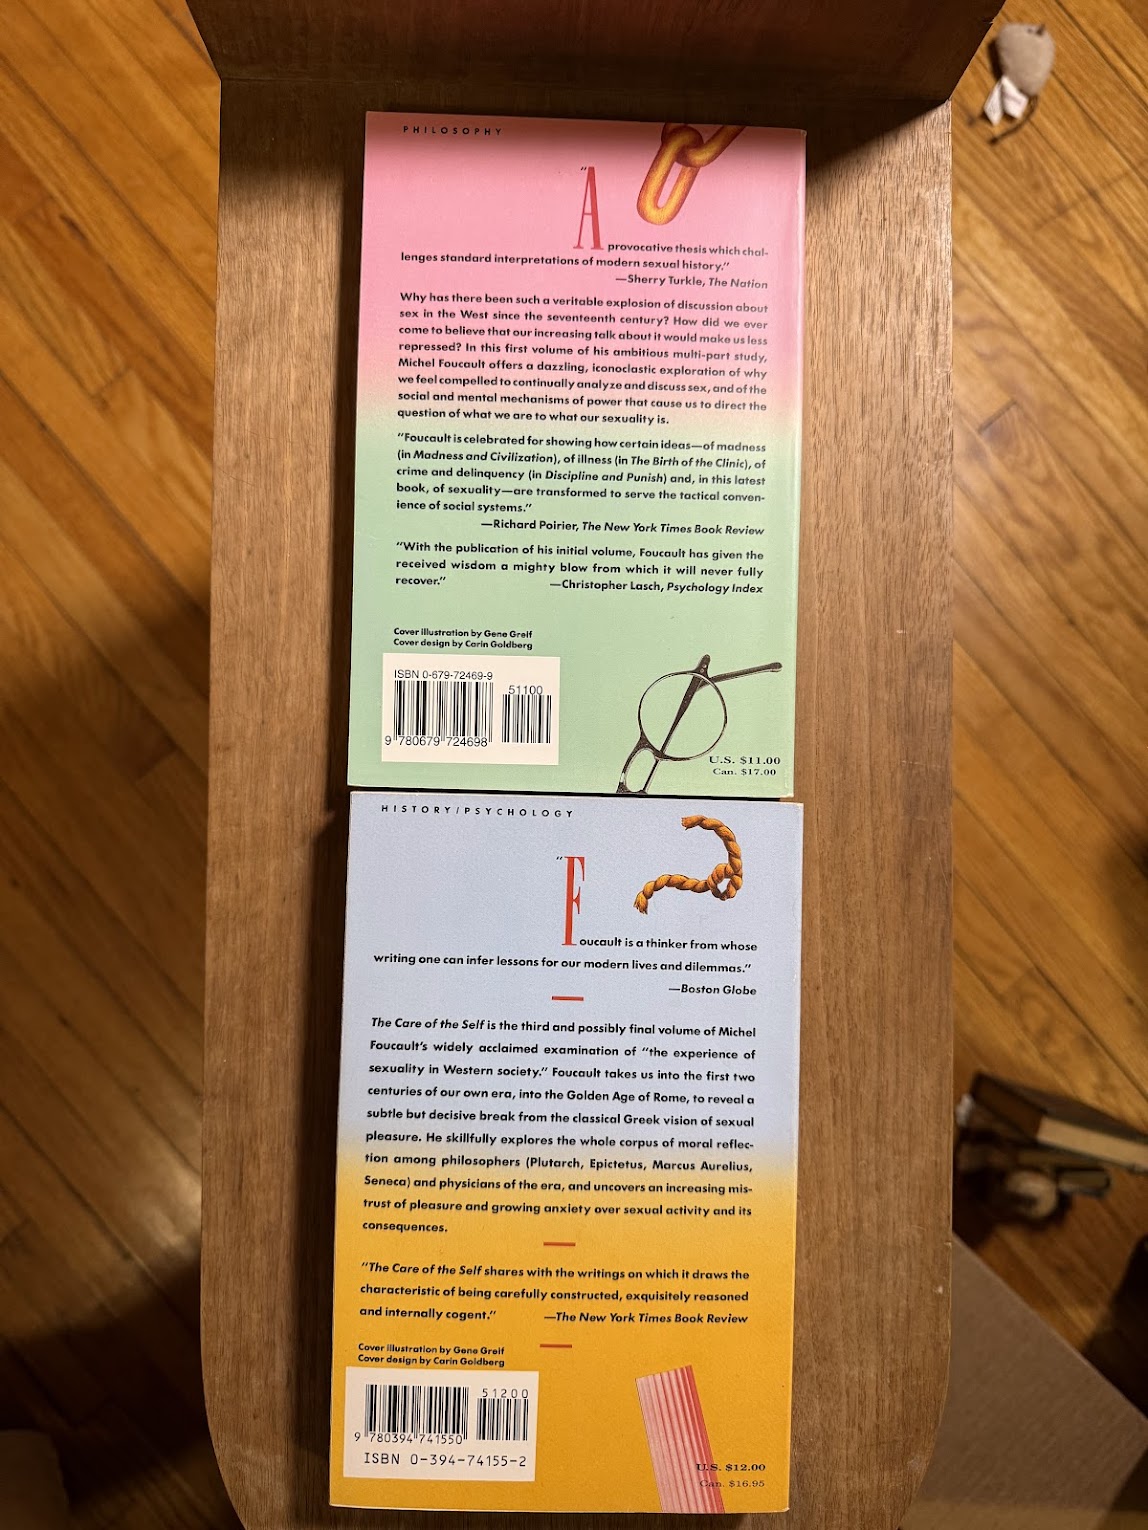 PHILOSOPHY
"A
provocative thesis which chal-
lenges standard interpretations of modern sexual history."
—Sherry Turkle, The Nation
Why has there been such a veritable explosion of discussion about
sex in the West since the seventeenth century? How did we ever
come to believe that our increasing talk about it would make us less
repressed? In this first volume of his ambitious multi-part study,
Michel Foucault offers a dazzling, iconoclastic exploration of why
we feel compelled to continually analyze and discuss sex, and of the
social and mental mechanisms of power that cause us to direct the
question of what we are to what our sexuality is.
"Foucault is celebrated for showing how certain ideas—of madness
(in Madness and Civilization), of illness (in The Birth of the Clinic), of
crime and delinquency (in Discipline and Punish) and, in this latest
book, of sexuality—are transformed to serve the tactical conven-
ience of social systems."
—Richard Poirier, The New York Times Book Review
"With the publication of his initial volume, Foucault has given the
received wisdom a mighty blow from which it will never fully
recover." —Christopher Lasch, Psychology Index
Cover illustration by Gene Greif
Cover design by Carin Goldberg
ISBN 0-679-72469-9
51100
9 780679 724698
U.S. $11.00
Can. $17.00
HISTORY/PSYCHOLOGY
"Foucault is a thinker from whose
writing one can infer lessons for our modern lives and dilemmas."
—Boston Globe
The Care of the Self is the third and possibly final volume of Michel
Foucault's widely acclaimed examination of "the experience of
sexuality in Western society." Foucault takes us into the first two
centuries of our own era, into the Golden Age of Rome, to reveal a
subtle but decisive break from the classical Greek vision of sexual
pleasure. He skillfully explores the whole corpus of moral reflec-
tion among philosophers (Plutarch, Epictetus, Marcus Aurelius,
Seneca) and physicians of the era, and uncovers an increasing mis-
trust of pleasure and growing anxiety over sexual activity and its
consequences.
"The Care of the Self shares with the writings on which it draws the
characteristic of being carefully constructed, exquisitely reasoned
and internally cogent." —The New York Times Book Review
Cover illustration by Gene Greif
Cover design by Carin Goldberg
51200
9 780394 741550
ISBN 0-394-74155-2
U.S. $12.00
Can. $16.95